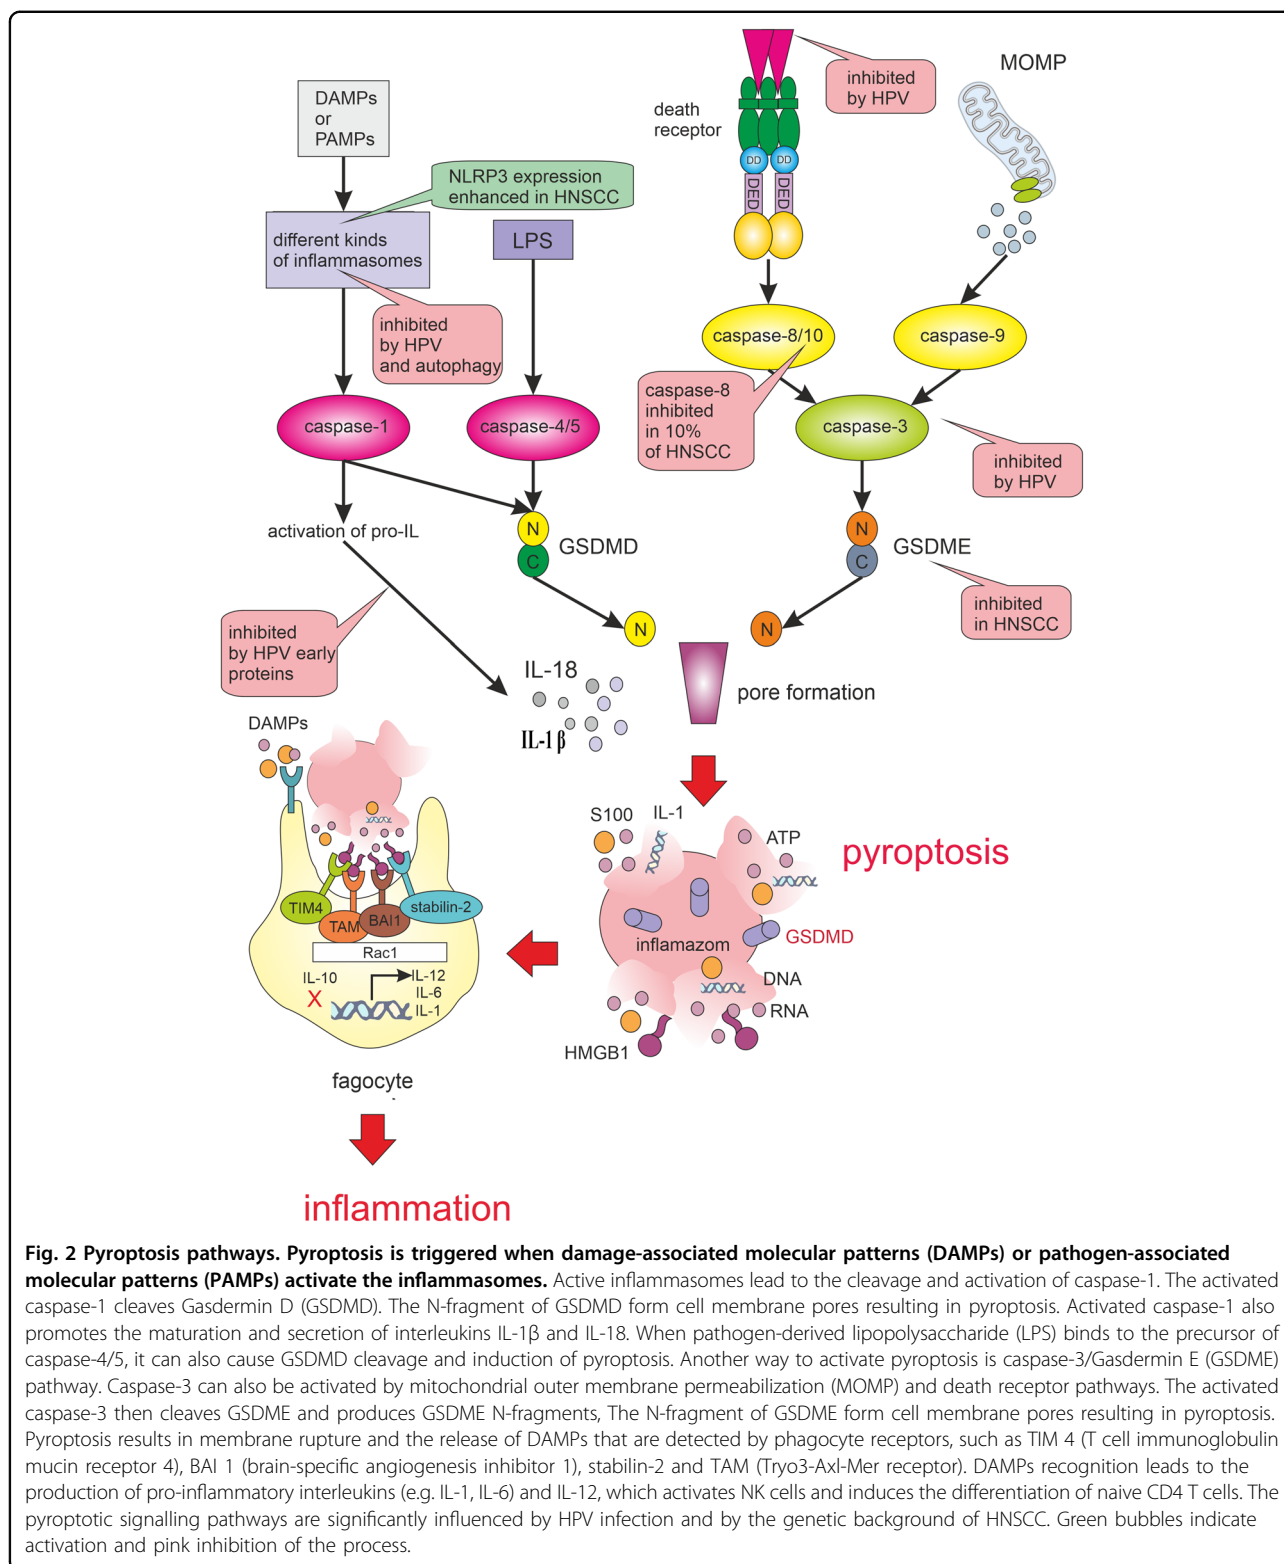 DAMPs
or
PAMPs
NLRP3 expression
enhanced in HNSCC
different kinds
of inflammasomes
LPS
inhibited
by HPV
and autophagy
caspase-1
caspase-4/5
activation of pro-IL
N
C
GSDMD
N
inhibited
by HPV early
proteins
IL-18
IL-1 β
death
receptor
DD
DD
DED
DED
inhibited
by HPV
MOMP
caspase-8/10
caspase-9
caspase-8
inhibited
in 10%
of HNSCC
caspase-3
inhibited
by HPV
N
C
GSDME
inhibited
in HNSCC
N
pore formation
S100
IL-1
ATP
pyroptosis
inflamazom
GSDMD
DNA
RNA
HMGB1
DAMPs
TIM4
TAM
BAI1
stabilin-2
Rac1
IL-10
X
IL-12
IL-6
IL-1
fagocyte
inflammation
Fig. 2 Pyroptosis pathways. Pyroptosis is triggered when damage-associated molecular patterns (DAMPs) or pathogen-associated
molecular patterns (PAMPs) activate the inflammasomes. Active inflammasomes lead to the cleavage and activation of caspase-1. The activated
caspase-1 cleaves Gasdermin D (GSDMD). The N-fragment of GSDMD form cell membrane pores resulting in pyroptosis. Activated caspase-1 also
promotes the maturation and secretion of interleukins IL-1β and IL-18. When pathogen-derived lipopolysaccharide (LPS) binds to the precursor of
caspase-4/5, it can also cause GSDMD cleavage and induction of pyroptosis. Another way to activate pyroptosis is caspase-3/Gasdermin E (GSDME)
pathway. Caspase-3 can also be activated by mitochondrial outer membrane permeabilization (MOMP) and death receptor pathways. The activated
caspase-3 then cleaves GSDME and produces GSDME N-fragments, The N-fragment of GSDME form cell membrane pores resulting in pyroptosis.
Pyroptosis results in membrane rupture and the release of DAMPs that are detected by phagocyte receptors, such as TIM 4 (T cell immunoglobulin
mucin receptor 4), BAI 1 (brain-specific angiogenesis inhibitor 1), stabilin-2 and TAM (Tryo3-Axl-Mer receptor). DAMPs recognition leads to the
production of pro-inflammatory interleukins (e.g. IL-1, IL-6) and IL-12, which activates NK cells and induces the differentiation of naive CD4 T cells. The
pyroptotic signalling pathways are significantly influenced by HPV infection and by the genetic background of HNSCC. Green bubbles indicate
activation and pink inhibition of the process.